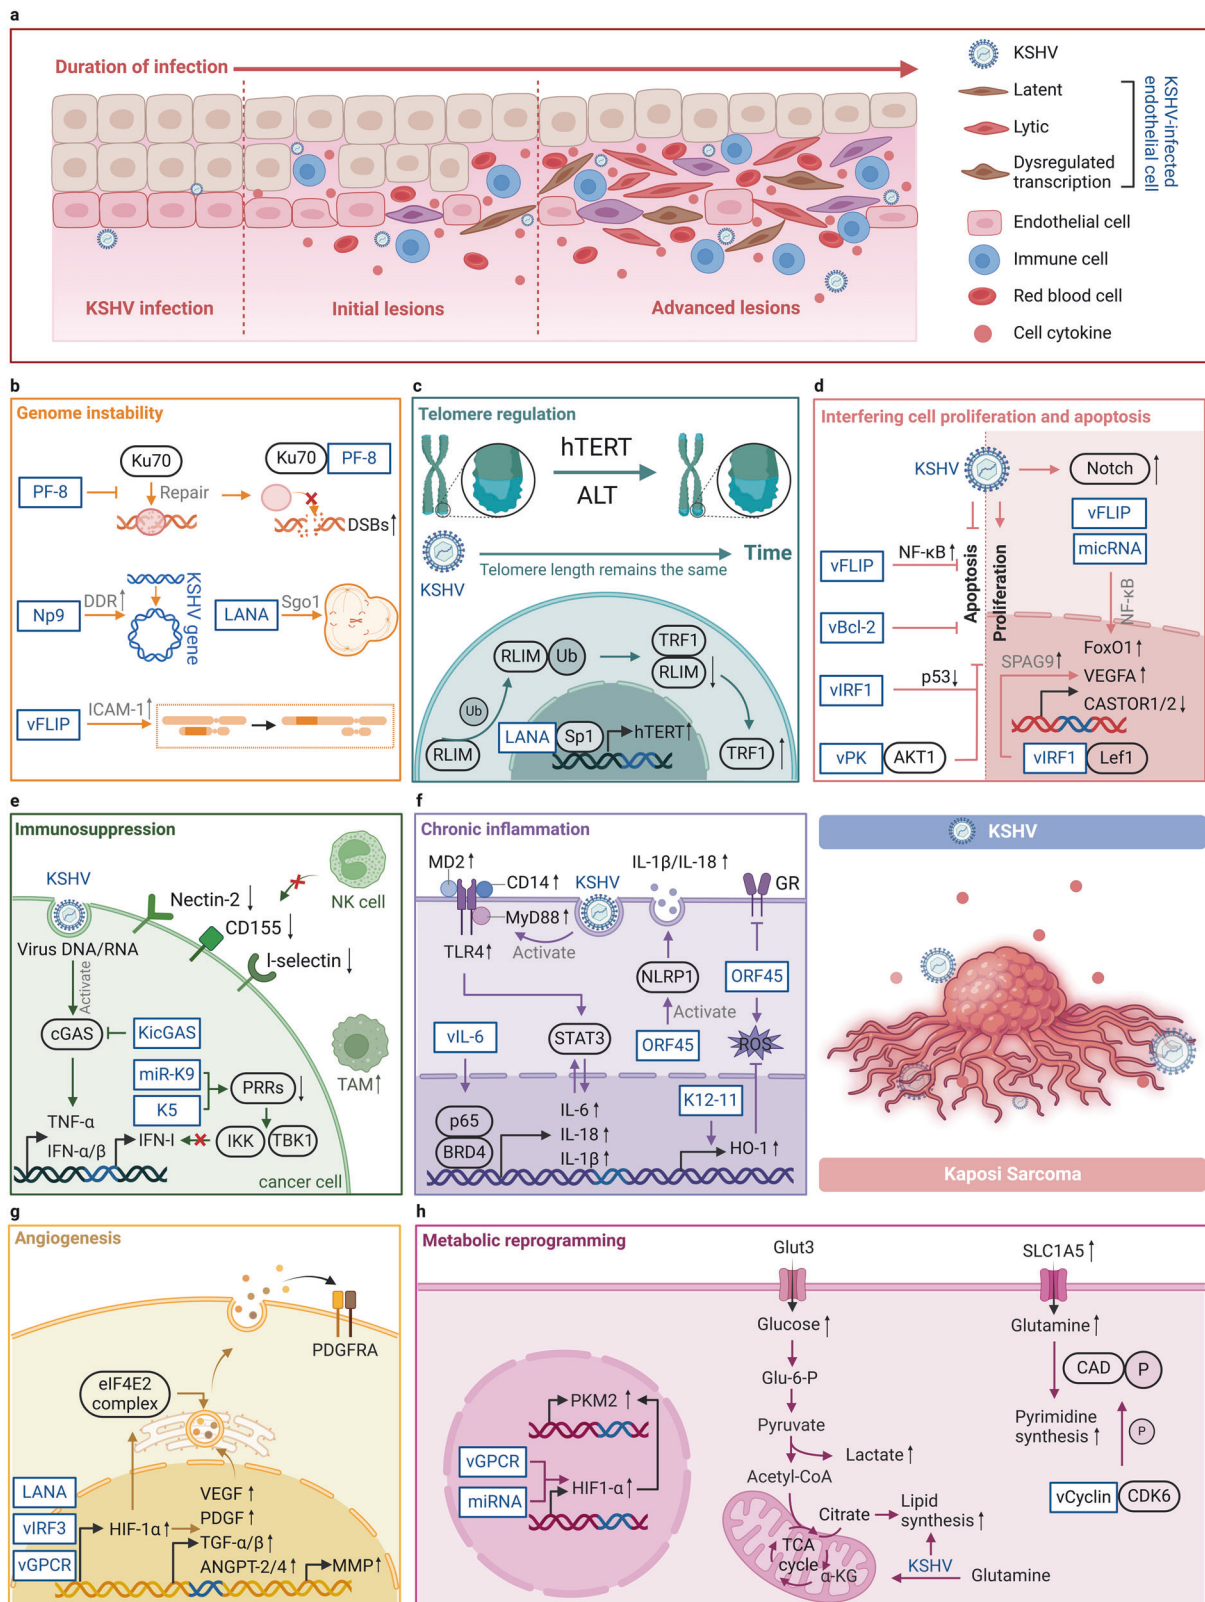 a
Duration of infection
KSHV infection
Initial lesions
Advanced lesions
KSHV
Latent
Lytic
Dysregulated
transcription
KSHV-infected
endothelial cell
Endothelial cell
Immune cell
Red blood cell
Cell cytokine
b
Genome instability
Ku70
PF-8
Repair
Ku70
PF-8
DSBs↑
Np9
DDR↑
KSHV gene
LANA
Sgo1
vFLIP
ICAM-1↑
c
Telomere regulation
hTERT
ALT
KSHV
Time
Telomere length remains the same
RLIM
Ub
TRF1
RLIM
↓
Ub
LANA
Sp1
hTERT↑
RLIM
TRF1
↑
d
Interfering cell proliferation and apoptosis
KSHV
Notch
↑
vFLIP
micRNA
vFLIP
NF-κB↑
Apoptosis
Proliferation
NF-κB
vBcl-2
FoxO1↑
SPAG9↑
VEGFA↑
vIRF1
p53↓
CASTOR1/2↓
vPK
AKT1
vIRF1
Lef1
e
Immunosuppression
KSHV
Nectin-2↓
NK cell
CD155↓
Virus DNA/RNA
l-selectin↓
Activate
cGAS
KicGAS
miR-K9
PRRs
↓
TAM↑
K5
TNF-α
IFN-α/β
IFN-I
IKK
TBK1
cancer cell
f
Chronic inflammation
MD2↑
IL-1β/IL-18↑
CD14↑
KSHV
GR
MyD88↑
TLR4↑
Activate
NLRP1
ORF45
Activate
vIL-6
STAT3
ORF45
ROS
K12-11
p65
BRD4
IL-6↑
IL-18↑
IL-1β↑
HO-1↑
KSHV
Kaposi Sarcoma
g
Angiogenesis
PDGFRA
eIF4E2
complex
LANA
VEGF↑
vIRF3
HIF-1α↑
PDGF↑
TGF-α/β↑
vGPCR
ANGPT-2/4↑
MMP↑
h
Metabolic reprogramming
Glut3
SLC1A5↑
Glucose↑
Glutamine↑
Glu-6-P
CAD
P
PKM2↑
Pyruvate
Pyrimidine
synthesis↑
P
vGPCR
Lactate↑
miRNA
HIF1-α↑
Acetyl-CoA
vCyclin
CDK6
Citrate
Lipid
synthesis↑
TCA
cycle
KSHV
α-KG
Glutamine